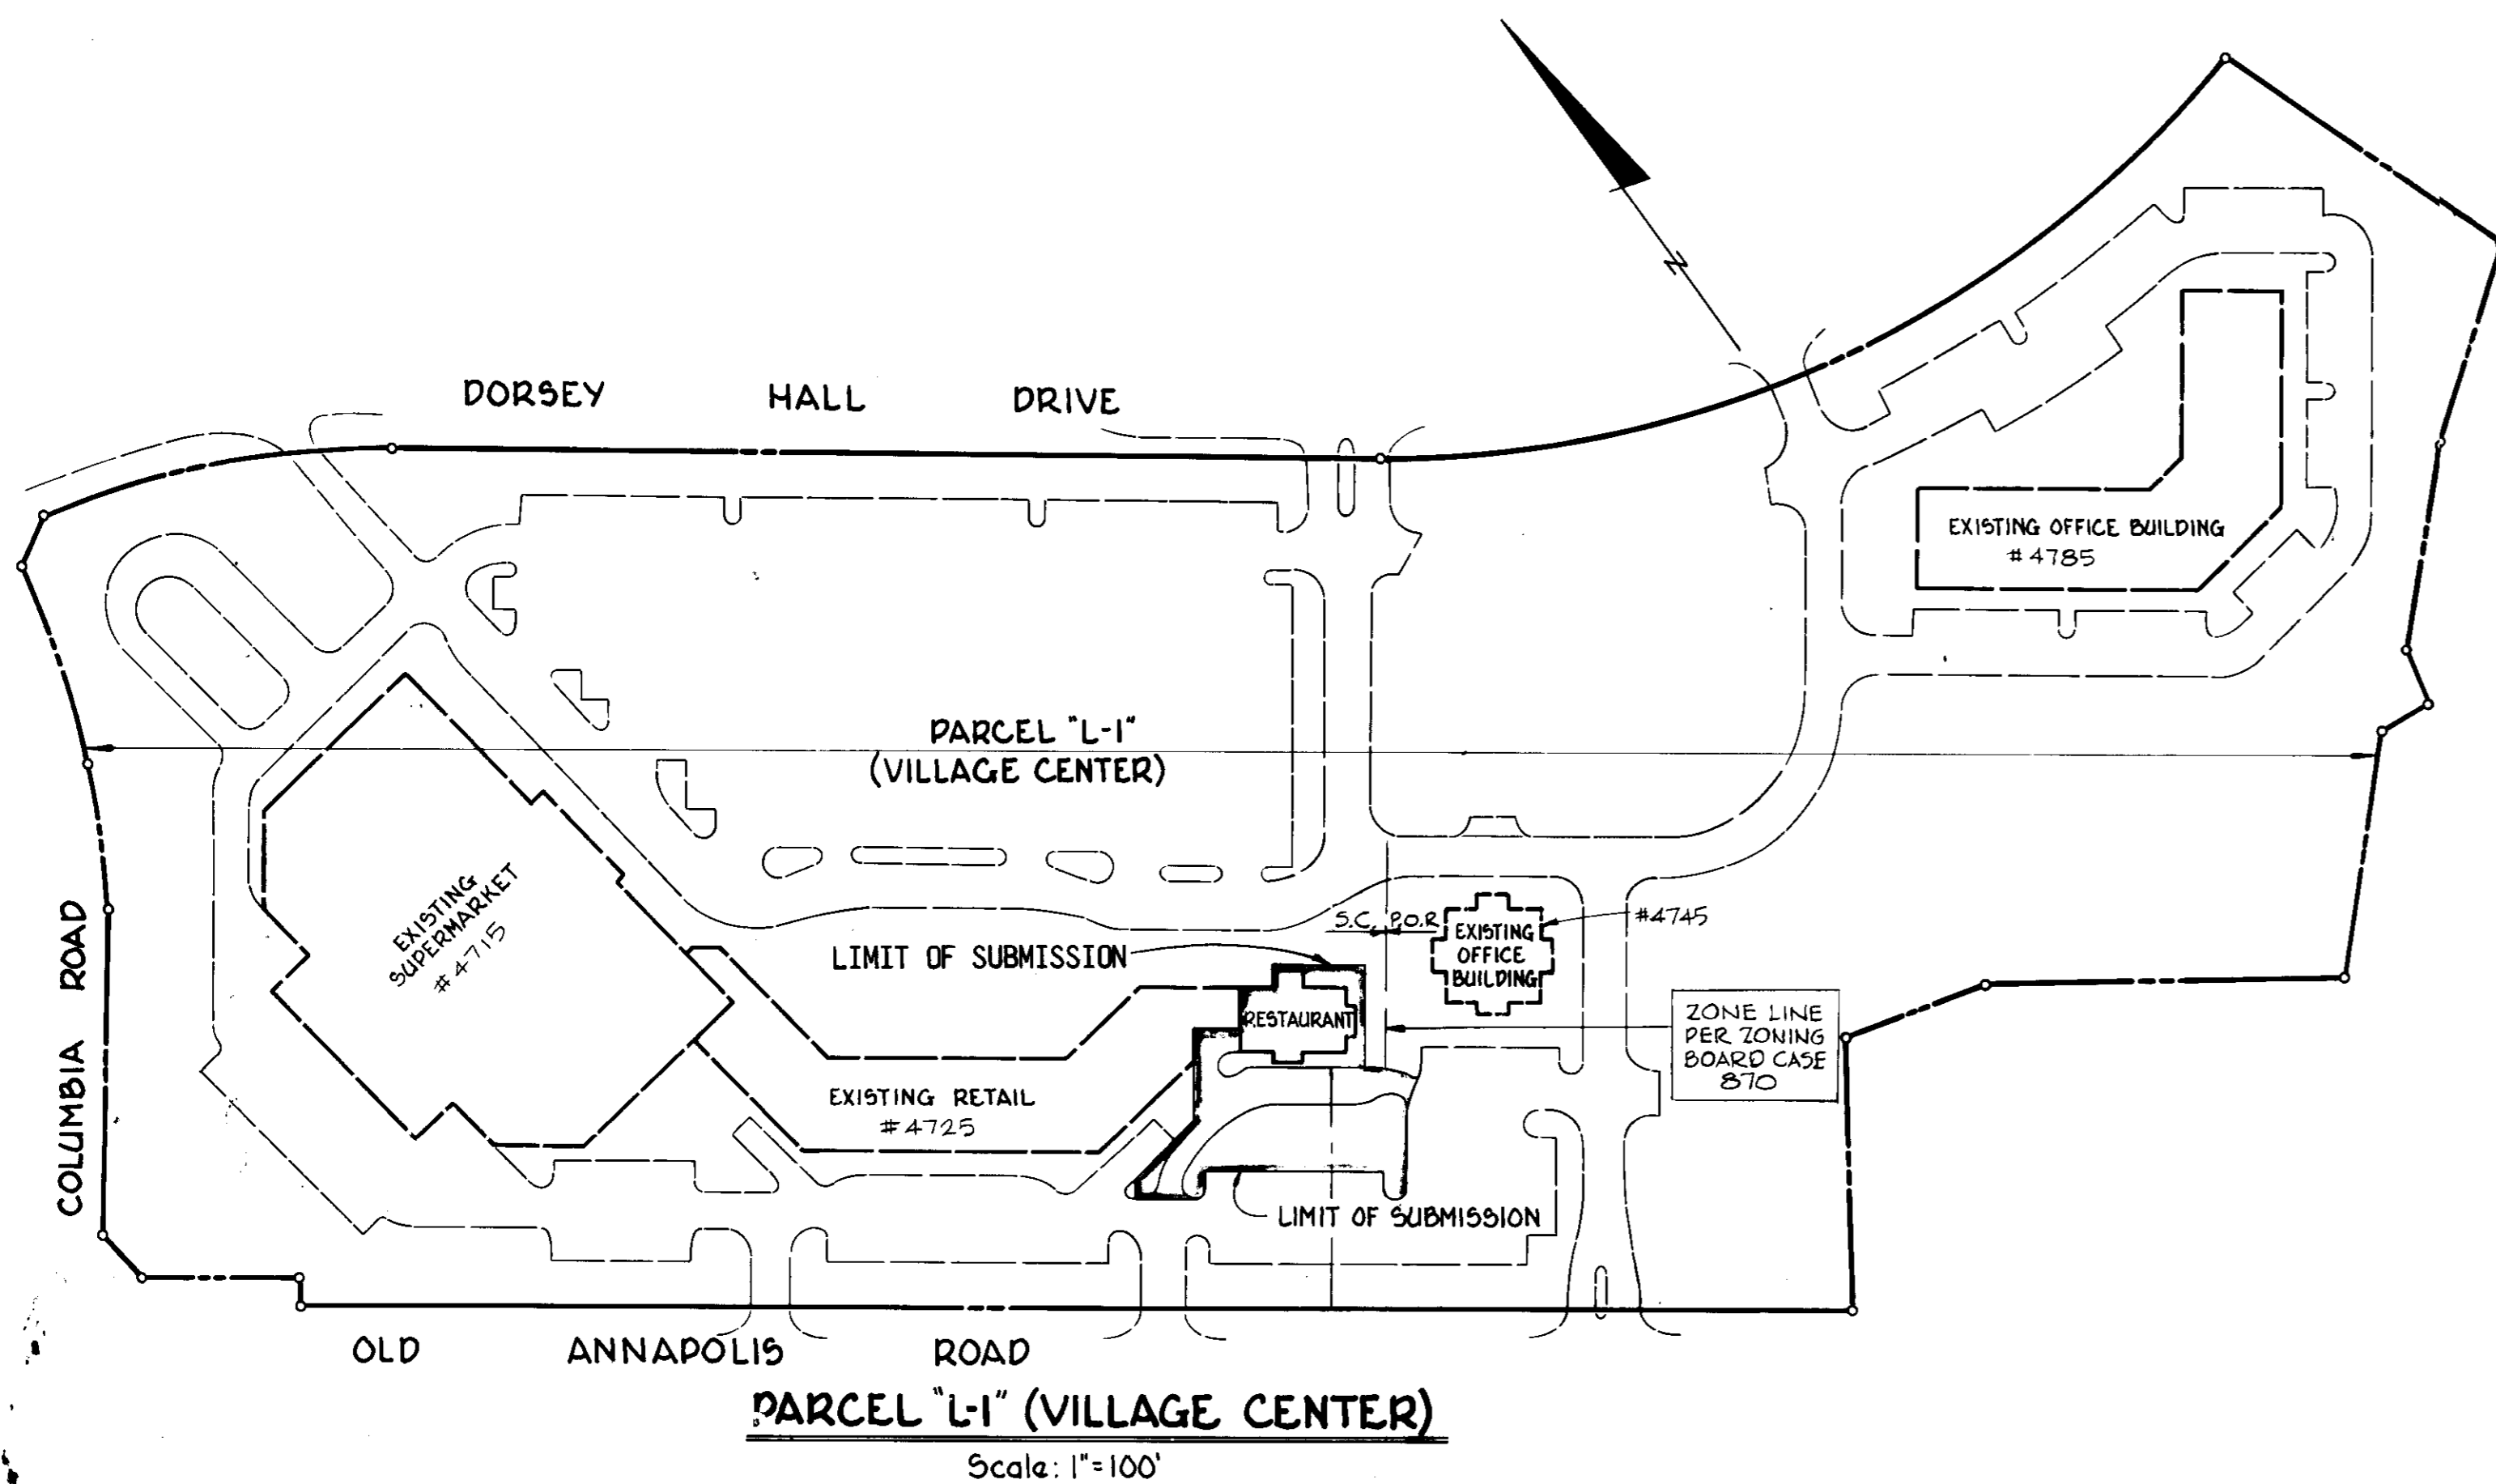 N
DORSEY HALL DRIVE
EXISTING OFFICE BUILDING
# 4785
PARCEL "L-1"
(VILLAGE CENTER)
EXISTING
SUPERMARKET
# 4715
COLUMBIA ROAD
S.C. P.O.R
#4745
EXISTING
OFFICE
BUILDING
LIMIT OF SUBMISSION
RESTAURANT
ZONE LINE
PER ZONING
BOARD CASE
870
EXISTING RETAIL
# 4725
LIMIT OF SUBMISSION
OLD ANNAPOLIS ROAD
PARCEL "L-1" (VILLAGE CENTER)
Scale: 1"=100'